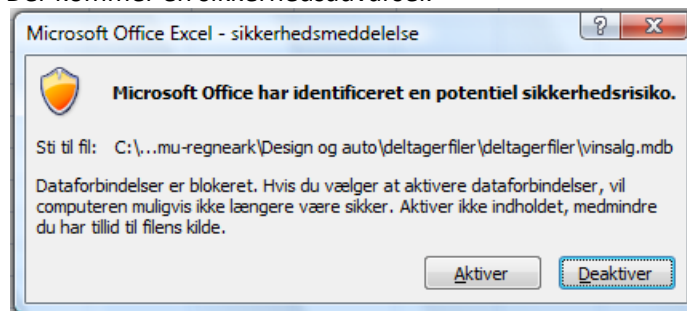 Microsoft Office Excel - sikkerhedsmeddelelse
Microsoft Office har identificeret en potentiel sikkerhedsrisiko.
Sti til fil: C:\...mu-regneark\Design og auto\deltagerfiler\deltagerfiler\vinsalg.mdb
Dataforbindelser er blokeret. Hvis du vælger at aktivere dataforbindelser, vil
computeren muligvis ikke længere være sikker. Aktiver ikke indholdet, medmindre
du har tillid til filens kilde.
Aktiver Deaktiver